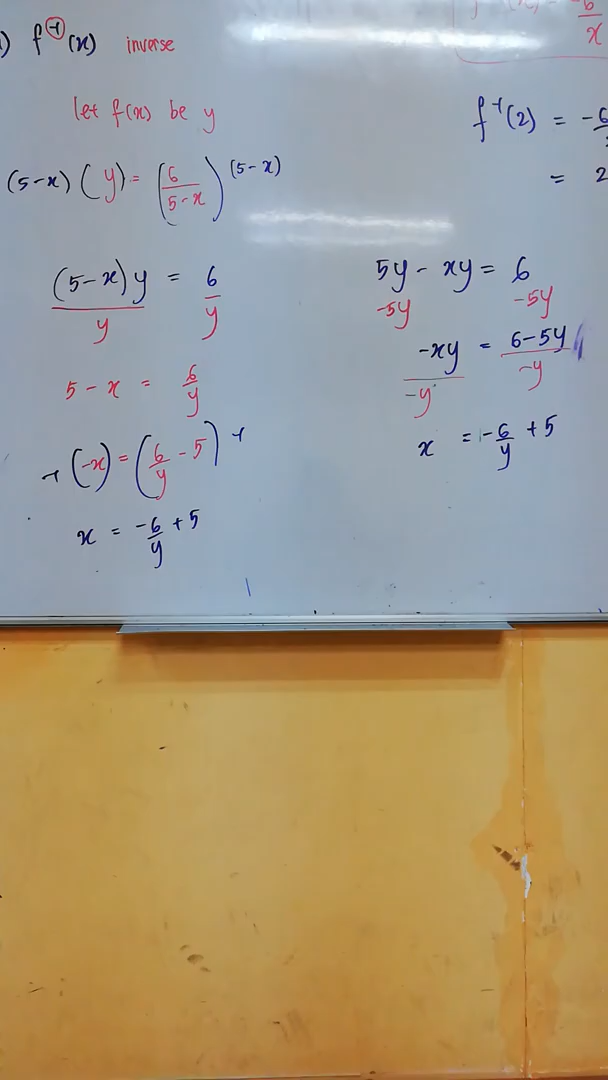 ) f⁻¹(x) inverse
let f(x) be y
(5-x)(y) = (6/(5-x))(5-x)
(5-x)y/y = 6/y
5 - x = 6/y
-1(-x) = (6/y - 5)-1
x = -6/y + 5
6/x
f⁻¹(2) = -6
= 2
5y - xy = 6
-5y -5y
-xy/-y = 6-5y/-y
x = -6/y + 5